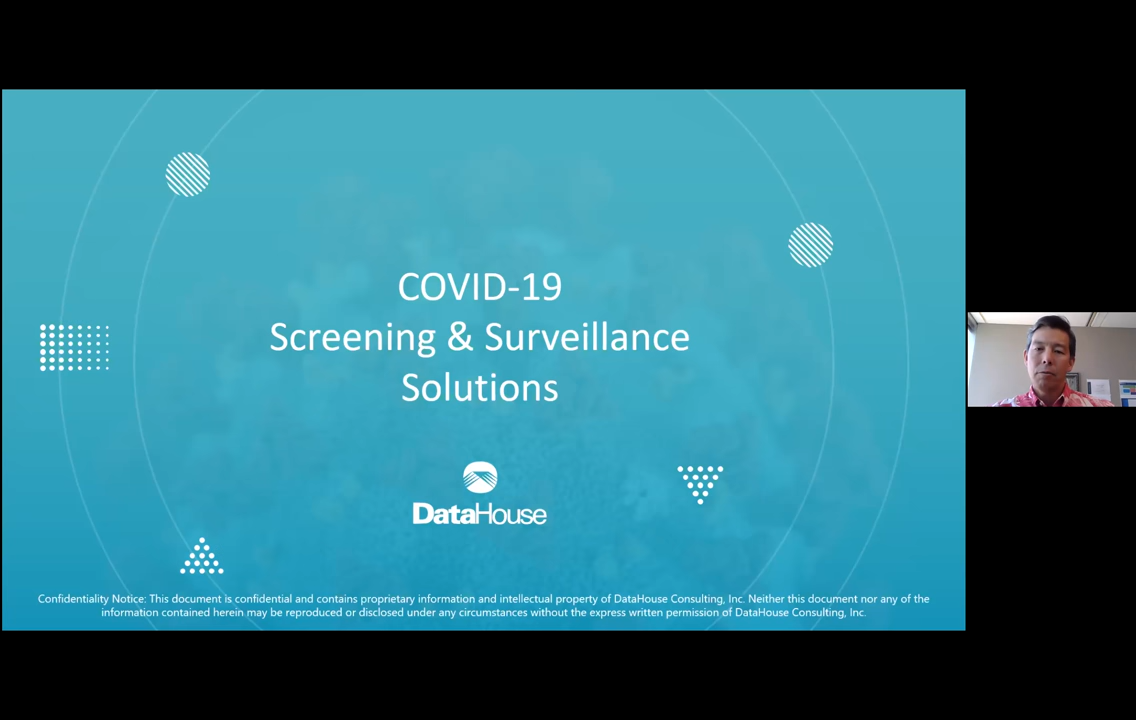 COVID-19
Screening & Surveillance
Solutions
DataHouse
Confidentiality Notice: This document is confidential and contains proprietary information and intellectual property of DataHouse Consulting, Inc. Neither this document nor any of the
information contained herein may be reproduced or disclosed under any circumstances without the express written permission of DataHouse Consulting, Inc.